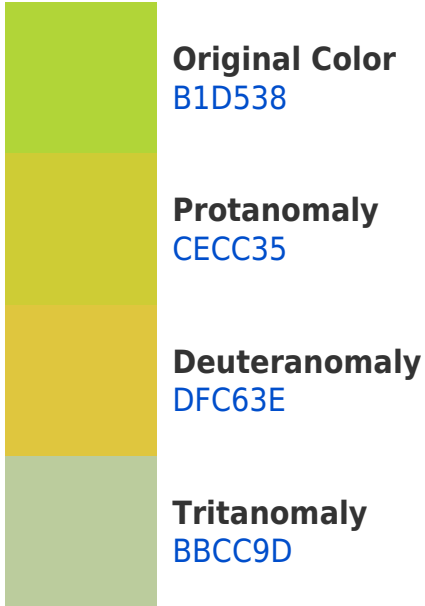 Original Color
B1D538
Protanomaly
CECC35
Deuteranomaly
DFC63E
Tritanomaly
BBCC9D